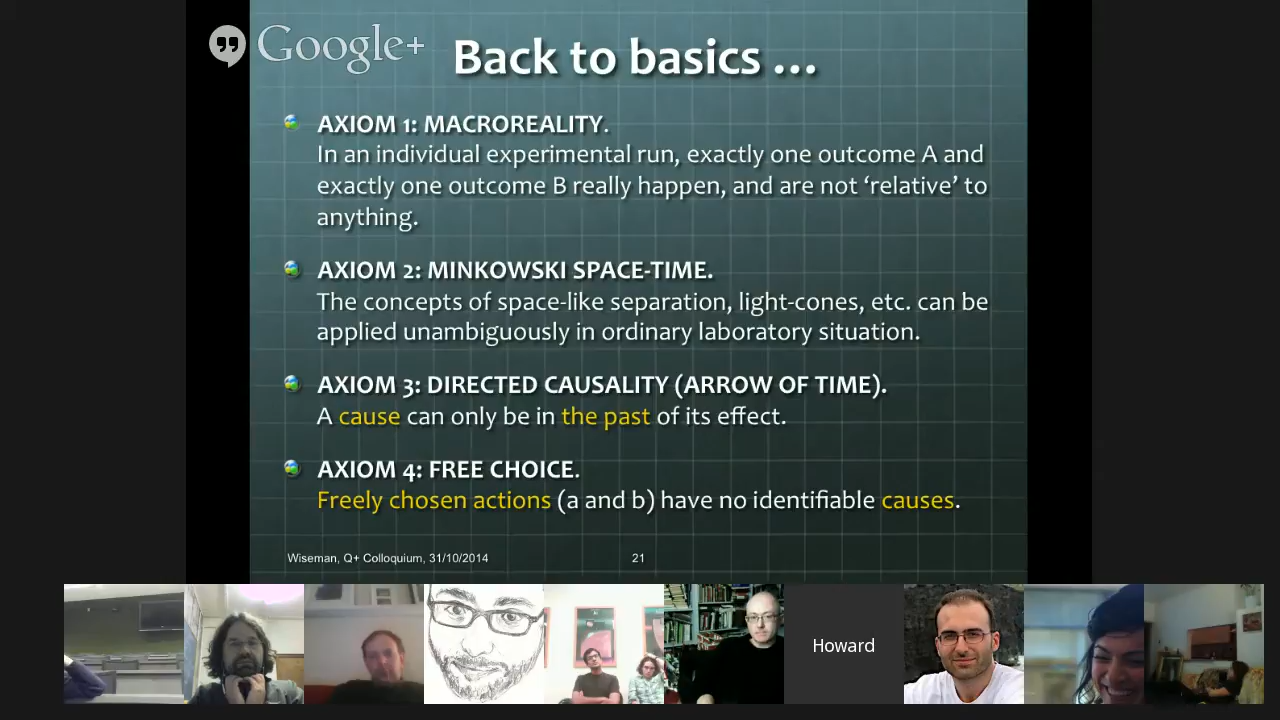 Google+
Back to basics ...
AXIOM 1: MACROREALITY.
In an individual experimental run, exactly one outcome A and
exactly one outcome B really happen, and are not ‘relative’ to
anything.
AXIOM 2: MINKOWSKI SPACE-TIME.
The concepts of space-like separation, light-cones, etc. can be
applied unambiguously in ordinary laboratory situation.
AXIOM 3: DIRECTED CAUSALITY (ARROW OF TIME).
A cause can only be in the past of its effect.
AXIOM 4: FREE CHOICE.
Freely chosen actions (a and b) have no identifiable causes.
Wiseman, Q+ Colloquium, 31/10/2014
21
Howard